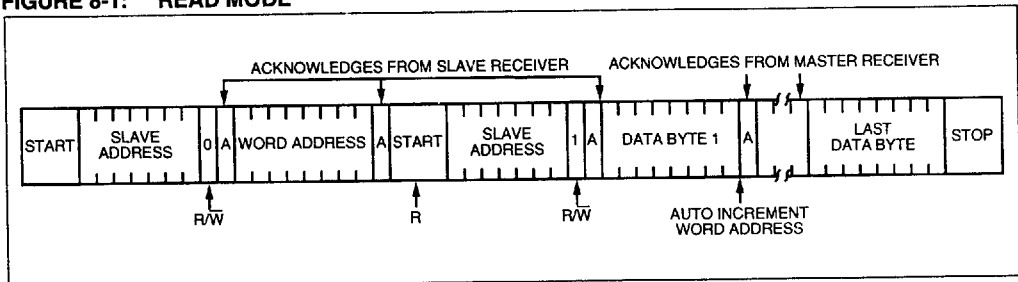 FIGURE 8-1: READ MODE
ACKNOWLEDGES FROM SLAVE RECEIVER
ACKNOWLEDGES FROM MASTER RECEIVER
START
SLAVE
ADDRESS
0
A
WORD ADDRESS
A
START
SLAVE
ADDRESS
1
A
DATA BYTE 1
A
LAST
DATA BYTE
STOP
R/W̅
R
R/W̅
AUTO INCREMENT
WORD ADDRESS